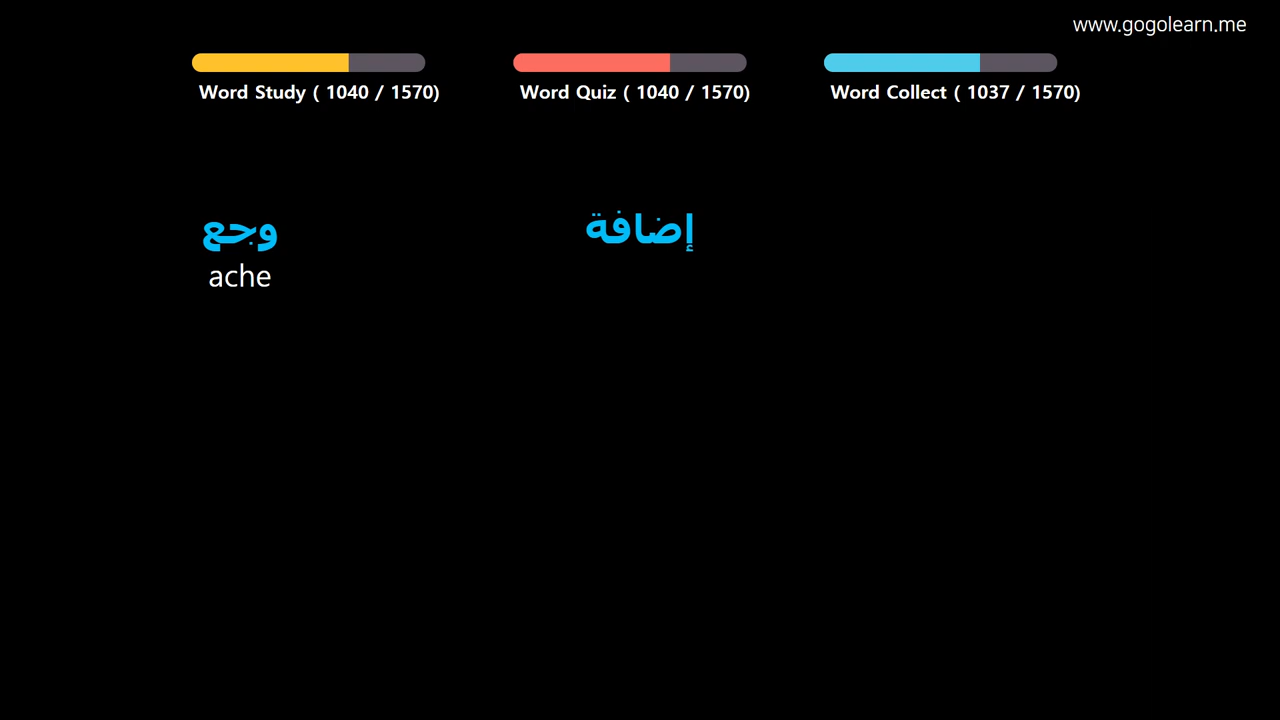 www.gogolearn.me
Word Study ( 1040 / 1570)
Word Quiz ( 1040 / 1570)
Word Collect ( 1037 / 1570)
وجع
ache
إضافة